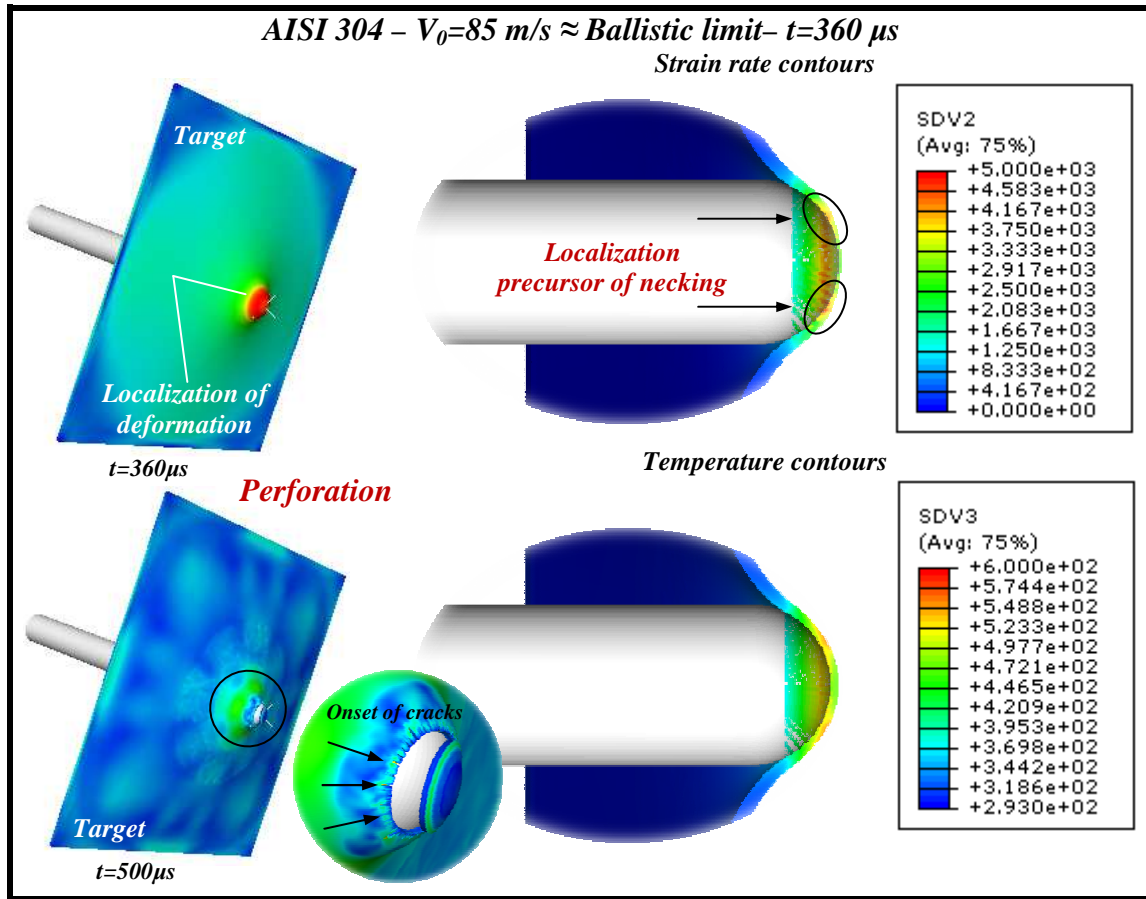 AISI 304 – V0=85 m/s ≈ Ballistic limit– t=360 μs
Strain rate contours
Target
Localization of
deformation
t=360μs
Localization
precursor of necking
SDV2
(Avg: 75%)
+5.000e+03
+4.583e+03
+4.167e+03
+3.750e+03
+3.333e+03
+2.917e+03
+2.500e+03
+2.083e+03
+1.667e+03
+1.250e+03
+8.333e+02
+4.167e+02
+0.000e+00
Perforation
Temperature contours
Onset of cracks
Target
t=500μs
SDV3
(Avg: 75%)
+6.000e+02
+5.744e+02
+5.488e+02
+5.233e+02
+4.977e+02
+4.721e+02
+4.465e+02
+4.209e+02
+3.953e+02
+3.698e+02
+3.442e+02
+3.186e+02
+2.930e+02